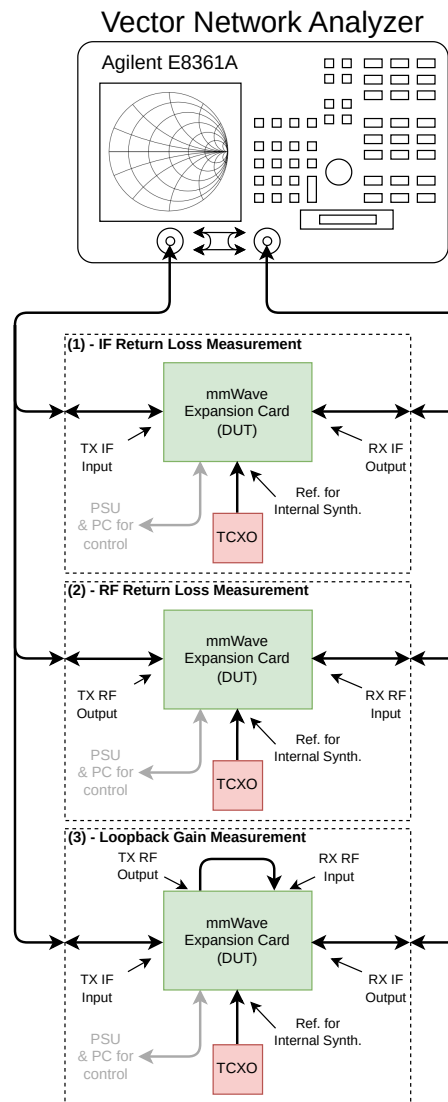 Vector Network Analyzer
Agilent E8361A
(1) - IF Return Loss Measurement
mmWave
Expansion Card
(DUT)
TX IF
Input
RX IF
Output
PSU
& PC for
control
Ref. for
Internal Synth.
TCXO
(2) - RF Return Loss Measurement
mmWave
Expansion Card
(DUT)
TX RF
Output
RX RF
Input
PSU
& PC for
control
Ref. for
Internal Synth.
TCXO
(3) - Loopback Gain Measurement
TX RF
Output
RX RF
Input
mmWave
Expansion Card
(DUT)
TX IF
Input
RX IF
Output
PSU
& PC for
control
Ref. for
Internal Synth.
TCXO